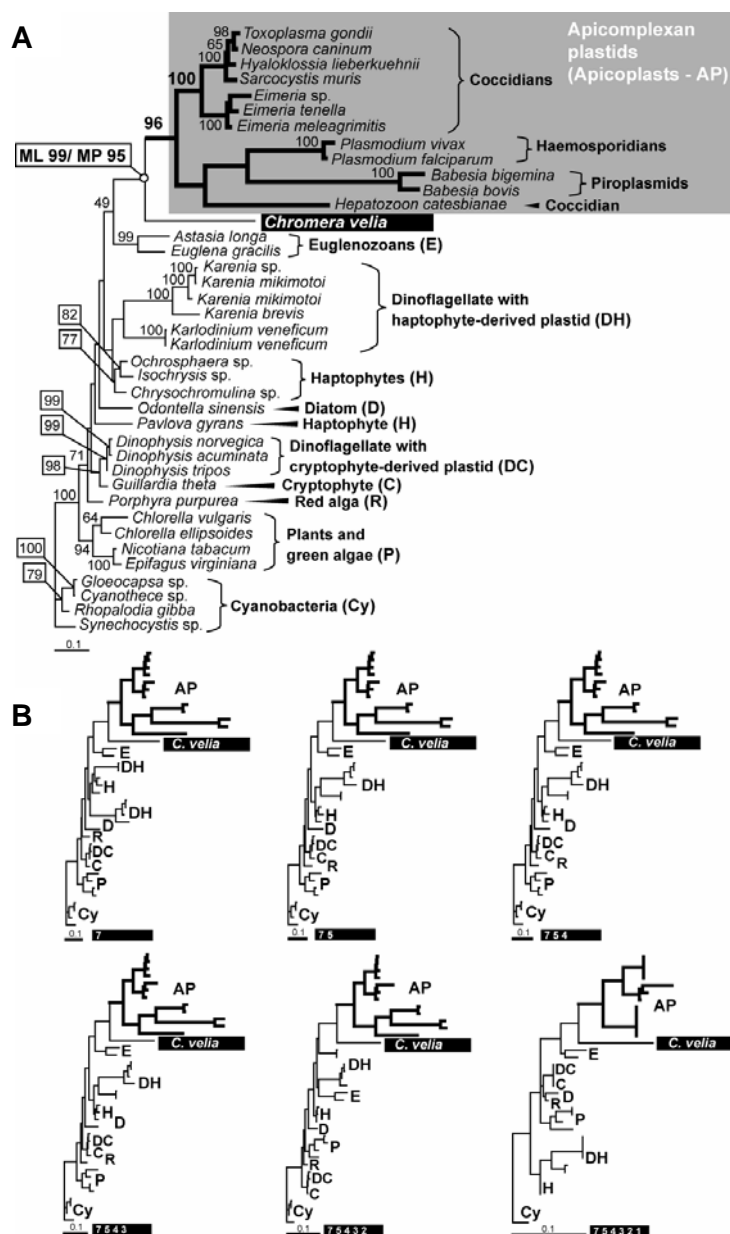 A
Apicomplexan
plastids
(Apicoplasts - AP)
98
Toxoplasma gondii
65
Neospora caninum
100
Hyaloklossia lieberkuehnii
Sarcocystis muris
Coccidians
100
Eimeria sp.
Eimeria tenella
100
Eimeria meleagrimitis
96
100
Plasmodium vivax
Plasmodium falciparum
Haemosporidians
ML 99/ MP 95
100
Babesia bigemina
Babesia bovis
Piroplasmids
Hepatozoon catesbianae
Coccidian
49
Chromera velia
99
Astasia longa
Euglena gracilis
Euglenozoans (E)
100
Karenia sp.
100
Karenia mikimotoi
100
Karenia mikimotoi
Karenia brevis
Dinoflagellate with
haptophyte-derived plastid (DH)
100
Karlodinium veneficum
Karlodinium veneficum
82
77
Ochrosphaera sp.
Isochrysis sp.
Chrysochromulina sp.
Haptophytes (H)
Odontella sinensis
Diatom (D)
99
Pavlova gyrans
Haptophyte (H)
99
Dinophysis norvegica
Dinophysis acuminata
Dinophysis tripos
Dinoflagellate with
cryptophyte-derived plastid (DC)
98
71
Guillardia theta
Cryptophyte (C)
100
Porphyra purpurea
Red alga (R)
64
Chlorella vulgaris
Chlorella ellipsoides
94
Nicotiana tabacum
100
Epifagus virginiana
Plants and
green algae (P)
100
79
Gloeocapsa sp.
Cyanothece sp.
Rhopalodia gibba
Synechocystis sp.
Cyanobacteria (Cy)
0.1
B
AP
C. velia
E
DH
H
DH
D
R
DC
C
P
Cy
0.1
7
AP
C. velia
E
DH
H
D
DC
C R
P
Cy
0.1
7 5
AP
C. velia
E
DH
H D
DC
C R
P
Cy
0.1
7 5 4
AP
C. velia
E
DH
H
D
DC
C R
P
Cy
0.1
7 5 4 3
AP
C. velia
DH
E
H
D
P
R
DC
C
Cy
0.1
7 5 4 3 2
AP
C. velia
E
DC
C
D
R
P
DH
H
Cy
0.1
7 5 4 3 2 1